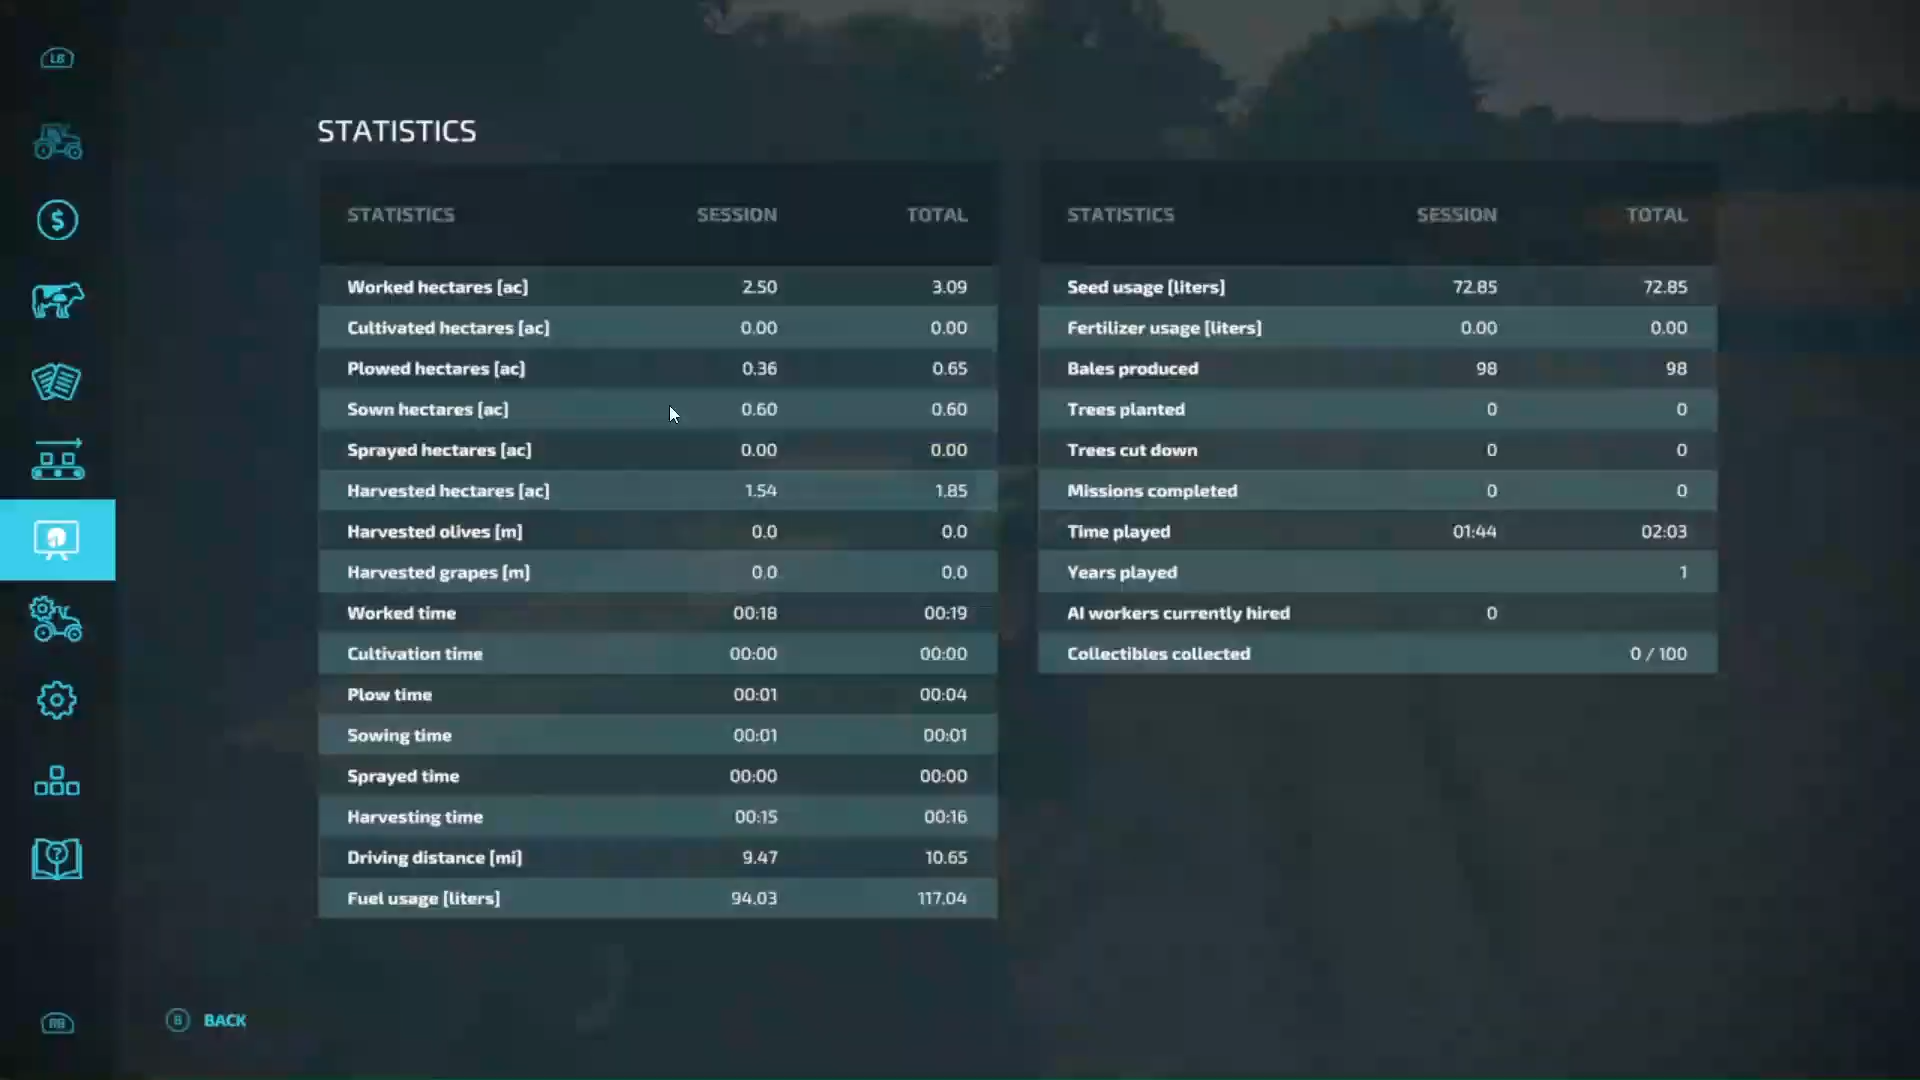 LB
STATISTICS
STATISTICS SESSION TOTAL
Worked hectares [ac] 2.50 3.09
Cultivated hectares [ac] 0.00 0.00
Plowed hectares [ac] 0.36 0.65
Sown hectares [ac] 0.60 0.60
Sprayed hectares [ac] 0.00 0.00
Harvested hectares [ac] 1.54 1.85
Harvested olives [m] 0.0 0.0
Harvested grapes [m] 0.0 0.0
Worked time 00:18 00:19
Cultivation time 00:00 00:00
Plow time 00:01 00:04
Sowing time 00:01 00:01
Sprayed time 00:00 00:00
Harvesting time 00:15 00:16
Driving distance [mi] 9.47 10.65
Fuel usage [liters] 94.03 117.04
STATISTICS SESSION TOTAL
Seed usage [liters] 72.85 72.85
Fertilizer usage [liters] 0.00 0.00
Bales produced 98 98
Trees planted 0 0
Trees cut down 0 0
Missions completed 0 0
Time played 01:44 02:03
Years played 1
AI workers currently hired 0
Collectibles collected 0 / 100
$
?
RB
B BACK